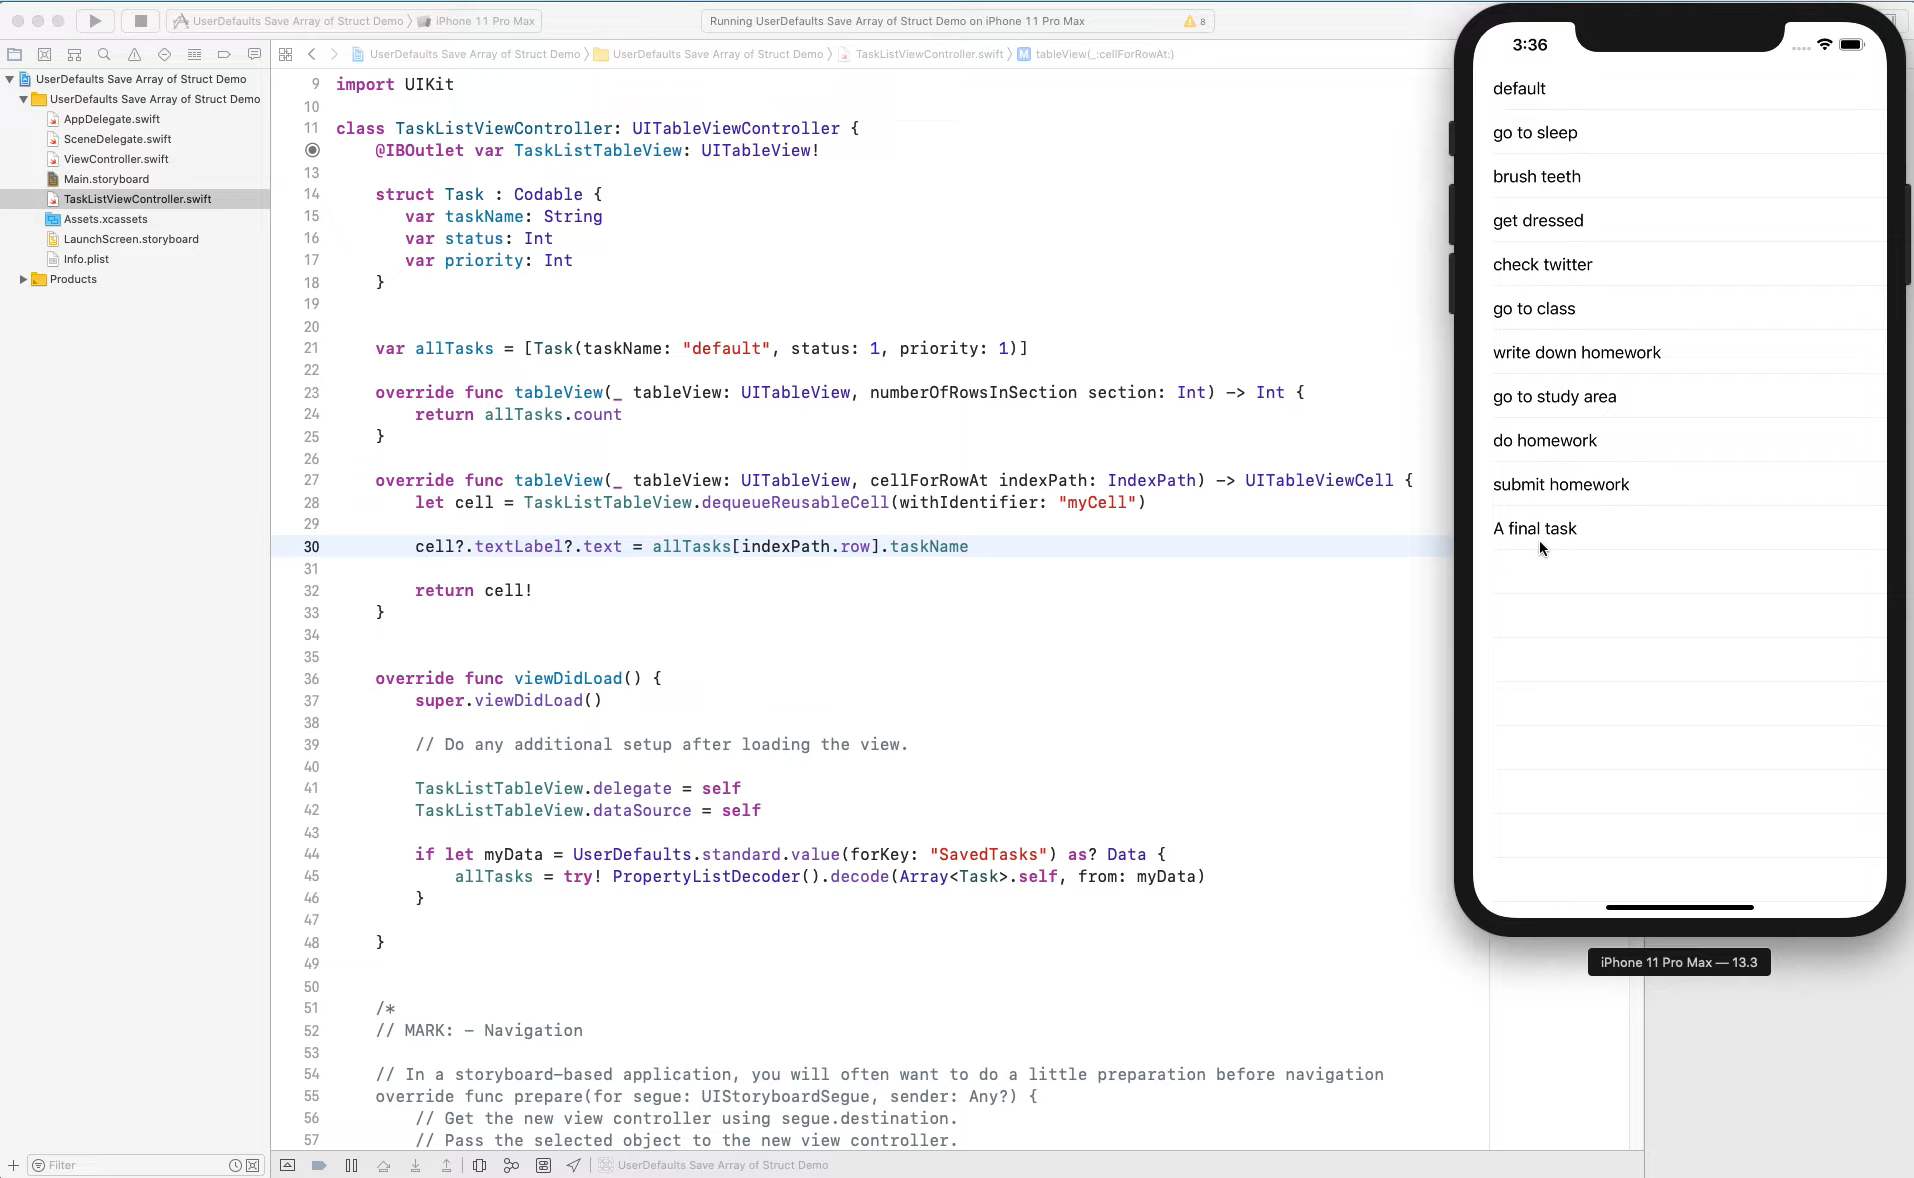 UserDefaults Save Array of Struct Demo › iPhone 11 Pro Max
Running UserDefaults Save Array of Struct Demo on iPhone 11 Pro Max
8
UserDefaults Save Array of Struct Demo › UserDefaults Save Array of Struct Demo › TaskListViewController.swift › M tableView(_:cellForRowAt:)
UserDefaults Save Array of Struct Demo
UserDefaults Save Array of Struct Demo
AppDelegate.swift
SceneDelegate.swift
ViewController.swift
Main.storyboard
TaskListViewController.swift
Assets.xcassets
LaunchScreen.storyboard
Info.plist
Products
Filter
9 import UIKit
10
11 class TaskListViewController: UITableViewController {
@IBOutlet var TaskListTableView: UITableView!
13
14 struct Task : Codable {
15 var taskName: String
16 var status: Int
17 var priority: Int
18 }
19
20
21 var allTasks = [Task(taskName: "default", status: 1, priority: 1)]
22
23 override func tableView(_ tableView: UITableView, numberOfRowsInSection section: Int) -> Int {
24 return allTasks.count
25 }
26
27 override func tableView(_ tableView: UITableView, cellForRowAt indexPath: IndexPath) -> UITableViewCell {
28 let cell = TaskListTableView.dequeueReusableCell(withIdentifier: "myCell")
29
30 cell?.textLabel?.text = allTasks[indexPath.row].taskName
31
32 return cell!
33 }
34
35
36 override func viewDidLoad() {
37 super.viewDidLoad()
38
39 // Do any additional setup after loading the view.
40
41 TaskListTableView.delegate = self
42 TaskListTableView.dataSource = self
43
44 if let myData = UserDefaults.standard.value(forKey: "SavedTasks") as? Data {
45 allTasks = try! PropertyListDecoder().decode(Array<Task>.self, from: myData)
46 }
47
48 }
49
50
51 /*
52 // MARK: - Navigation
53
54 // In a storyboard-based application, you will often want to do a little preparation before navigation
55 override func prepare(for segue: UIStoryboardSegue, sender: Any?) {
56 // Get the new view controller using segue.destination.
57 // Pass the selected object to the new view controller.
UserDefaults Save Array of Struct Demo
3:36
default
go to sleep
brush teeth
get dressed
check twitter
go to class
write down homework
go to study area
do homework
submit homework
A final task
iPhone 11 Pro Max — 13.3